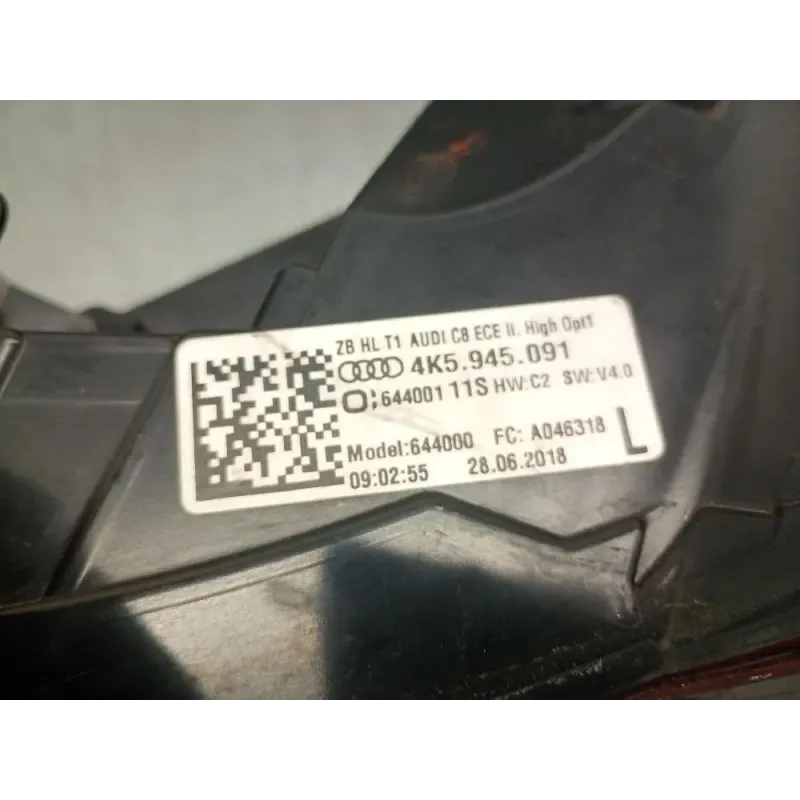 ZB HL T1 AUDI C8 ECE li. High Opt1
4K5.945.091
644001 11S HW:C2 SW:V4.0
Model:644000 FC: A046318 L
09:02:55 28.06.2018